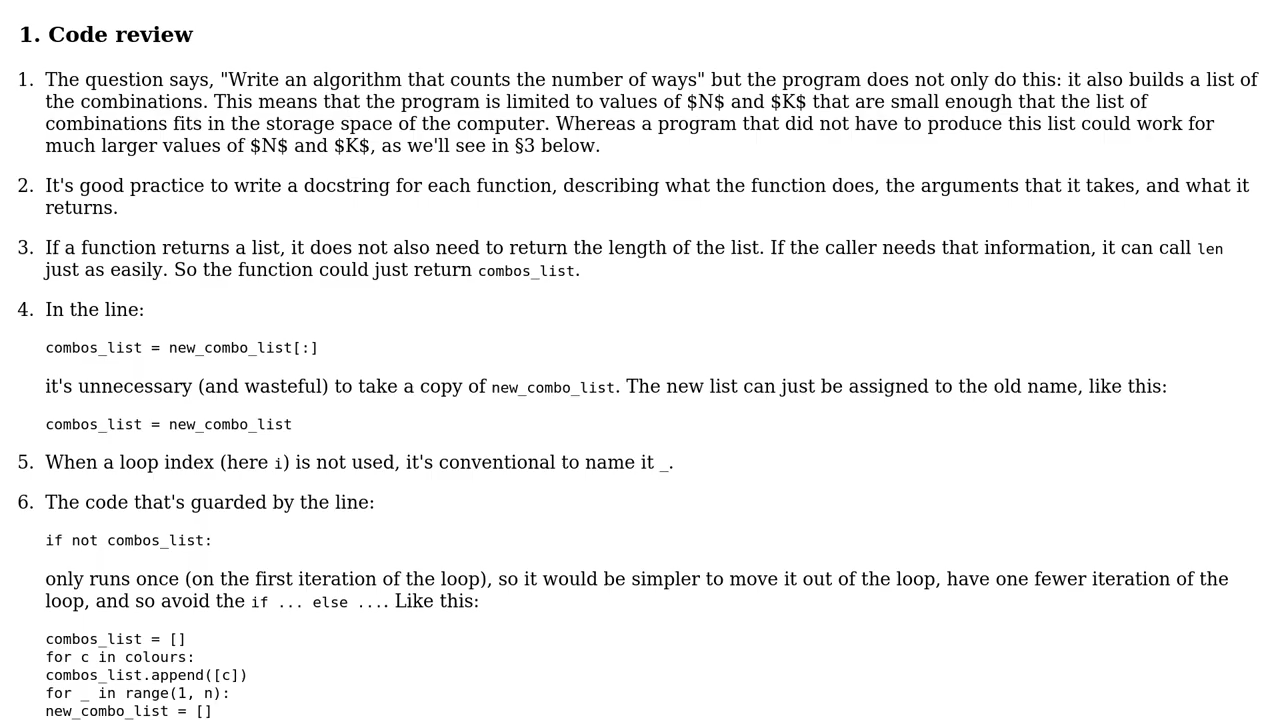 1. Code review
1. The question says, "Write an algorithm that counts the number of ways" but the program does not only do this: it also builds a list of
the combinations. This means that the program is limited to values of $N$ and $K$ that are small enough that the list of
combinations fits in the storage space of the computer. Whereas a program that did not have to produce this list could work for
much larger values of $N$ and $K$, as we'll see in §3 below.
2. It's good practice to write a docstring for each function, describing what the function does, the arguments that it takes, and what it
returns.
3. If a function returns a list, it does not also need to return the length of the list. If the caller needs that information, it can call len
just as easily. So the function could just return combos_list.
4. In the line:
combos_list = new_combo_list[:]
it's unnecessary (and wasteful) to take a copy of new_combo_list. The new list can just be assigned to the old name, like this:
combos_list = new_combo_list
5. When a loop index (here i) is not used, it's conventional to name it _.
6. The code that's guarded by the line:
if not combos_list:
only runs once (on the first iteration of the loop), so it would be simpler to move it out of the loop, have one fewer iteration of the
loop, and so avoid the if ... else .... Like this:
combos_list = []
for c in colours:
combos_list.append([c])
for _ in range(1, n):
new_combo_list = []